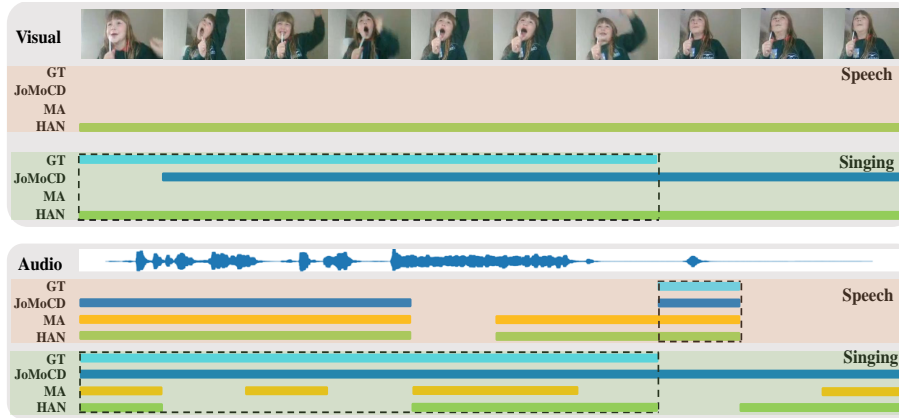 Visual
Speech
GT
JoMoCD
MA
HAN
Singing
GT
JoMoCD
MA
HAN
Audio
Speech
GT
JoMoCD
MA
HAN
Singing
GT
JoMoCD
MA
HAN